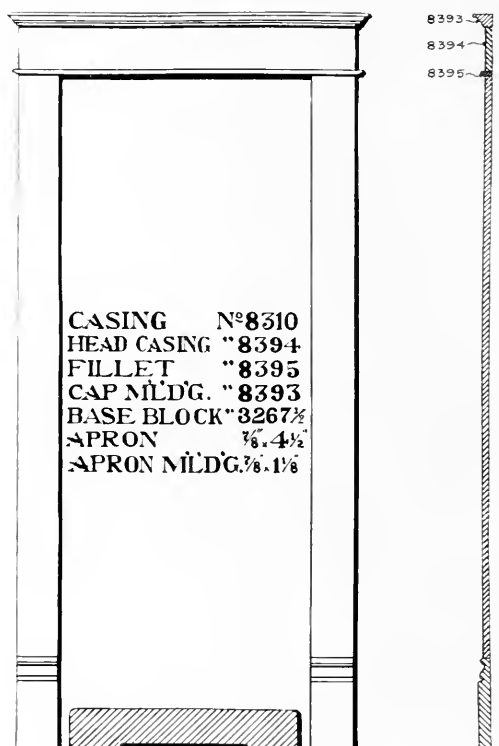 8393
8394
8395
CASING Nº 8310
HEAD CASING " 8394
FILLET " 8395
CAP MLD'G. " 8393
BASE BLOCK " 3267½
APRON ⅞" x 4½"
APRON MLD'G. ⅞" x 1⅛"